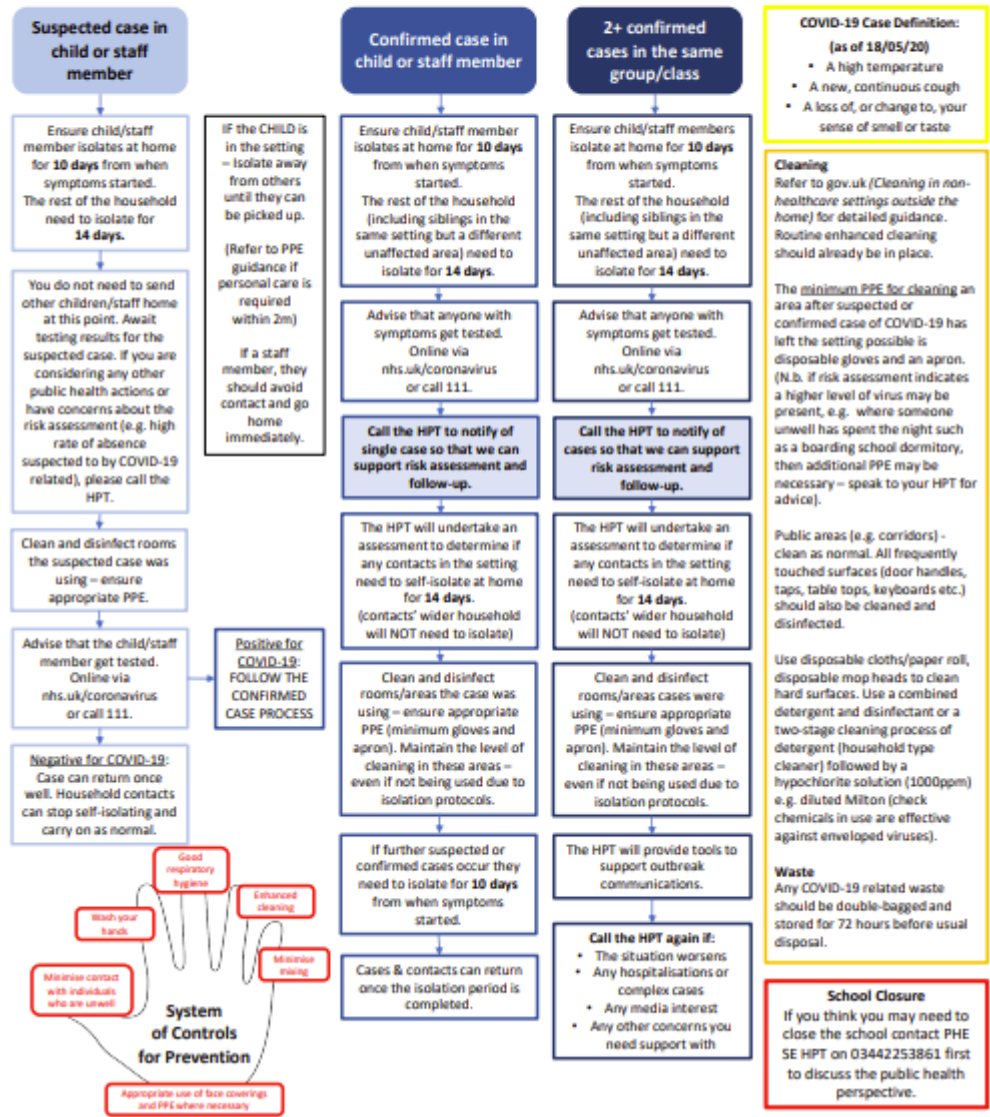 Suspected case in
child or staff
member
Ensure child/staff
member isolates at home
for 10 days from when
symptoms started.
The rest of the household
need to isolate for
14 days.
You do not need to send
other children/staff home
at this point. Await
testing results for the
suspected case. If you are
considering any other
public health actions or
have concerns about the
risk assessment (e.g. high
rate of absence
suspected to by COVID-19
related), please call the
HPT.
Clean and disinfect rooms
the suspected case was
using – ensure
appropriate PPE.
Advise that the child/staff
member get tested.
Online via
nhs.uk/coronavirus
or call 111.
Negative for COVID-19:
Case can return once
well. Household contacts
can stop self-isolating and
carry on as normal.
IF the CHILD is
in the setting
– Isolate away
from others
until they can
be picked up.
(Refer to PPE
guidance if
personal care is
required
within 2m)
If a staff
member, they
should avoid
contact and go
home
immediately.
Positive for
COVID-19:
FOLLOW THE
CONFIRMED
CASE PROCESS
Confirmed case in
child or staff member
Ensure child/staff member
isolates at home for 10 days
from when symptoms
started.
The rest of the household
(including siblings in the
same setting but a different
unaffected area) need to
isolate for 14 days.
Advise that anyone with
symptoms get tested.
Online via
nhs.uk/coronavirus
or call 111.
Call the HPT to notify of
single case so that we can
support risk assessment and
follow-up.
The HPT will undertake an
assessment to determine if
any contacts in the setting
need to self-isolate at home
for 14 days.
(contacts' wider household
will NOT need to isolate)
Clean and disinfect
rooms/areas the case was
using – ensure appropriate
PPE (minimum gloves and
apron). Maintain the level of
cleaning in these areas –
even if not being used due to
isolation protocols.
If further suspected or
confirmed cases occur they
need to isolate for 10 days
from when symptoms
started.
Cases & contacts can return
once the isolation period is
completed.
2+ confirmed
cases in the same
group/class
Ensure child/staff members
isolate at home for 10 days
from when symptoms
started.
The rest of the household
(including siblings in the
same setting but a different
unaffected area) need to
isolate for 14 days.
Advise that anyone with
symptoms get tested.
Online via
nhs.uk/coronavirus
or call 111.
Call the HPT to notify of
cases so that we can support
risk assessment and
follow-up.
The HPT will undertake an
assessment to determine if
any contacts in the setting
need to self-isolate at home
for 14 days.
(contacts' wider household
will NOT need to isolate)
Clean and disinfect
rooms/areas cases were
using – ensure appropriate
PPE (minimum gloves and
apron). Maintain the level of
cleaning in these areas –
even if not being used due to
isolation protocols.
The HPT will provide tools to
support outbreak
communications.
Call the HPT again if:
• The situation worsens
• Any hospitalisations or
complex cases
• Any media interest
• Any other concerns you
need support with
COVID-19 Case Definition:
(as of 18/05/20)
• A high temperature
• A new, continuous cough
• A loss of, or change to, your
sense of smell or taste
Cleaning
Refer to gov.uk (Cleaning in non-
healthcare settings outside the
home) for detailed guidance.
Routine enhanced cleaning
should already be in place.
The minimum PPE for cleaning an
area after suspected or
confirmed case of COVID-19 has
left the setting possible is
disposable gloves and an apron.
(N.b. if risk assessment indicates
a higher level of virus may be
present, e.g. where someone
unwell has spent the night such
as a boarding school dormitory,
then additional PPE may be
necessary – speak to your HPT for
advice).
Public areas (e.g. corridors) -
clean as normal. All frequently
touched surfaces (door handles,
taps, table tops, keyboards etc.)
should also be cleaned and
disinfected.
Use disposable cloths/paper roll,
disposable mop heads to clean
hard surfaces. Use a combined
detergent and disinfectant or a
two-stage cleaning process of
detergent (household type
cleaner) followed by a
hypochlorite solution (1000ppm)
e.g. diluted Milton (check
chemicals in use are effective
against enveloped viruses).
Waste
Any COVID-19 related waste
should be double-bagged and
stored for 72 hours before usual
disposal.
School Closure
If you think you may need to
close the school contact PHE
SE HPT on 03442253861 first
to discuss the public health
perspective.
Good
respiratory
hygiene
Wash your
hands
Enhanced
cleaning
Minimise
mixing
Minimise contact
with individuals
who are unwell
System
of Controls
for Prevention
Appropriate use of face coverings
and PPE where necessary